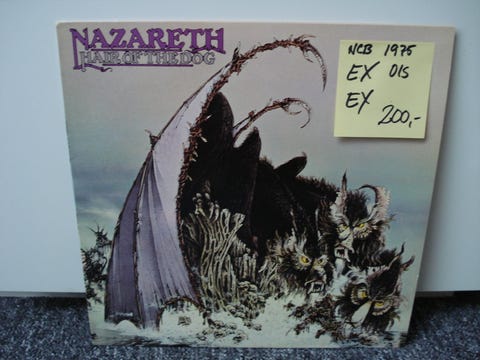 NAZARETH
HAIR OF THE DOG
NCB 1975
EX OIS
EX
200,-